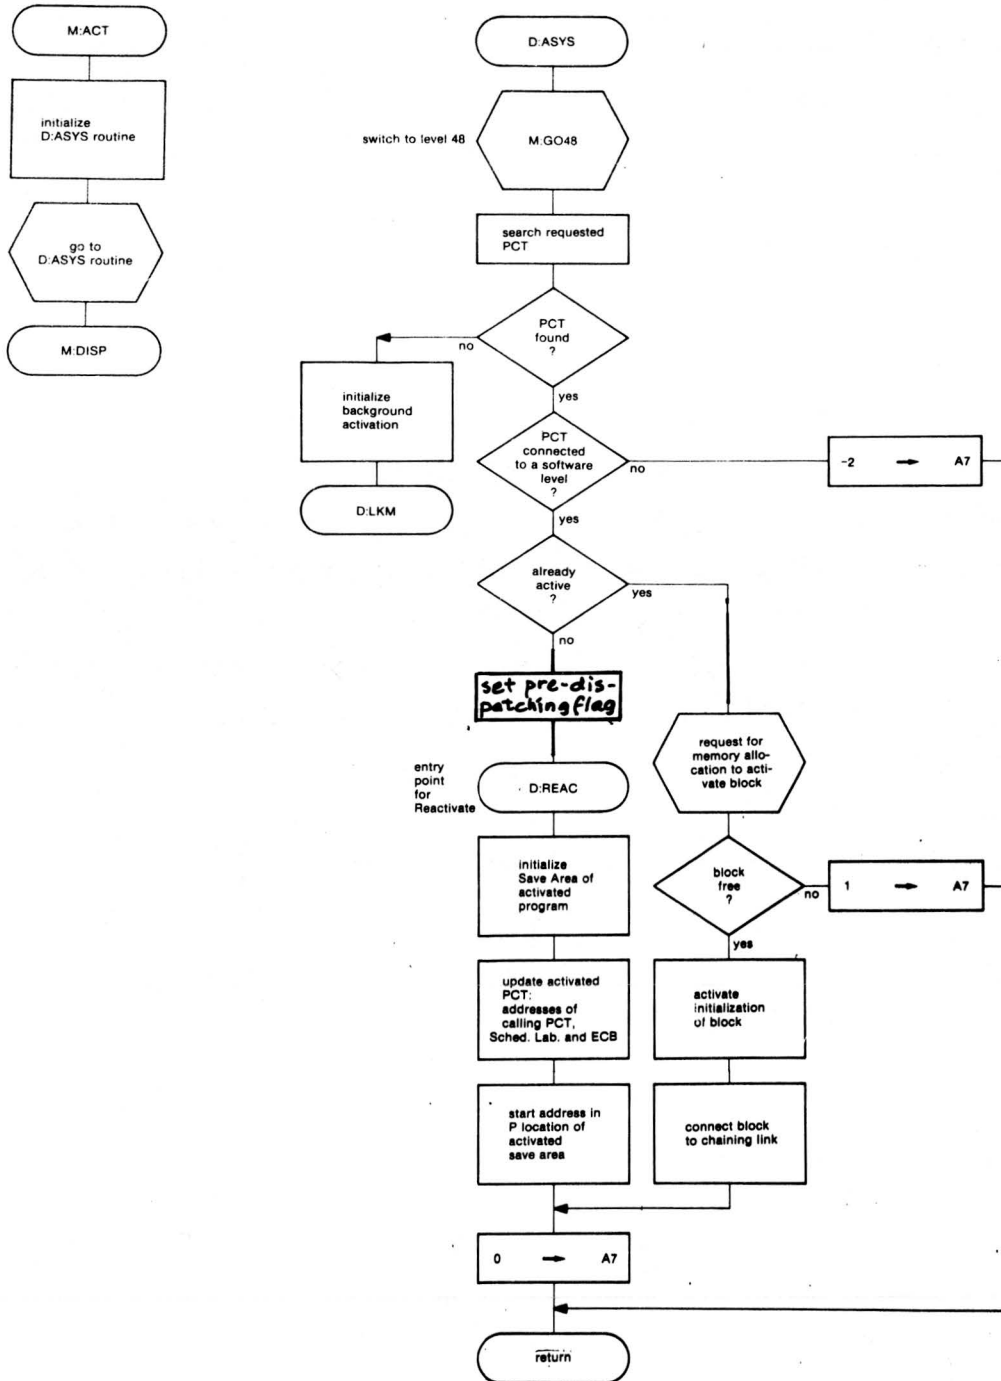 M:ACT
initialize
D:ASYS routine
go to
D:ASYS routine
M:DISP
D:ASYS
switch to level 48
M:GO48
search requested
PCT
PCT
found
?
no
yes
initialize
background
activation
D:LKM
PCT
connected
to a software
level
?
no
-2 → A7
yes
already
active
?
yes
no
set pre-dis-
patching flag
entry
point
for
Reactivate
D:REAC
initialize
Save Area of
activated
program
update activated
PCT:
addresses of
calling PCT,
Sched. Lab. and ECB
start address in
P location of
activated
save area
request for
memory allo-
cation to acti-
vate block
block
free
?
no
1 → A7
yes
activate
initialization
of block
connect block
to chaining link
0 → A7
return